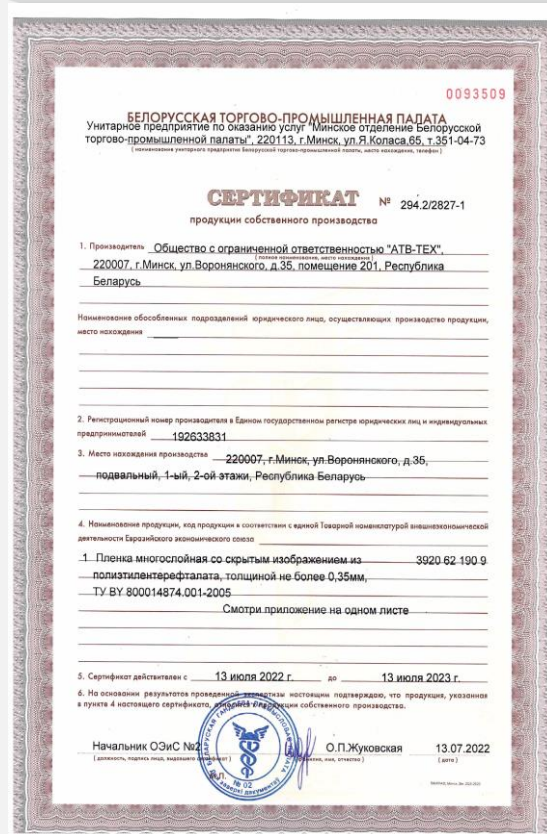 0093509
БЕЛОРУССКАЯ ТОРГОВО-ПРОМЫШЛЕННАЯ ПАЛАТА
Унитарное предприятие по оказанию услуг "Минское отделение Белорусской
торгово-промышленной палаты", 220113, г.Минск, ул.Я.Коласа,65, т.351-04-73
( наименование унитарного предприятия Белорусской торгово-промышленной палаты, место нахождения, телефон )
СЕРТИФИКАТ № 294.2/2827-1
продукции собственного производства
1. Производитель Общество с ограниченной ответственностью "АТВ-ТЕХ",
( полное наименование, место нахождения )
220007, г.Минск, ул.Воронянского, д.35, помещение 201, Республика
Беларусь
Наименование обособленных подразделений юридического лица, осуществляющих производство продукции,
место нахождения
2. Регистрационный номер производителя в Едином государственном регистре юридических лиц и индивидуальных
предпринимателей 192633831
3. Место нахождения производства 220007, г.Минск, ул.Воронянского, д.35,
подвальный, 1-ый, 2-ой этажи, Республика Беларусь
4. Наименование продукции, код продукции в соответствии с единой Товарной номенклатурой внешнеэкономической
деятельности Евразийского экономического союза
1 Пленка многослойная со скрытым изображением из 3920 62 190 9
полиэтилентерефталата, толщиной не более 0,35мм,
ТУ BY 800014874.001-2005
Смотри приложение на одном листе
5. Сертификат действителен с 13 июля 2022 г. до 13 июля 2023 г.
6. На основании результатов проведенной экспертизы настоящим подтверждаю, что продукция, указанная
в пункте 4 настоящего сертификата, продукции собственного производства.
Начальник ОЭиС №2 О.П.Жуковская 13.07.2022
( должность, подпись лица, выдавшего сертификат ) фамилия, имя, отчество ) ( дата )
№ 02